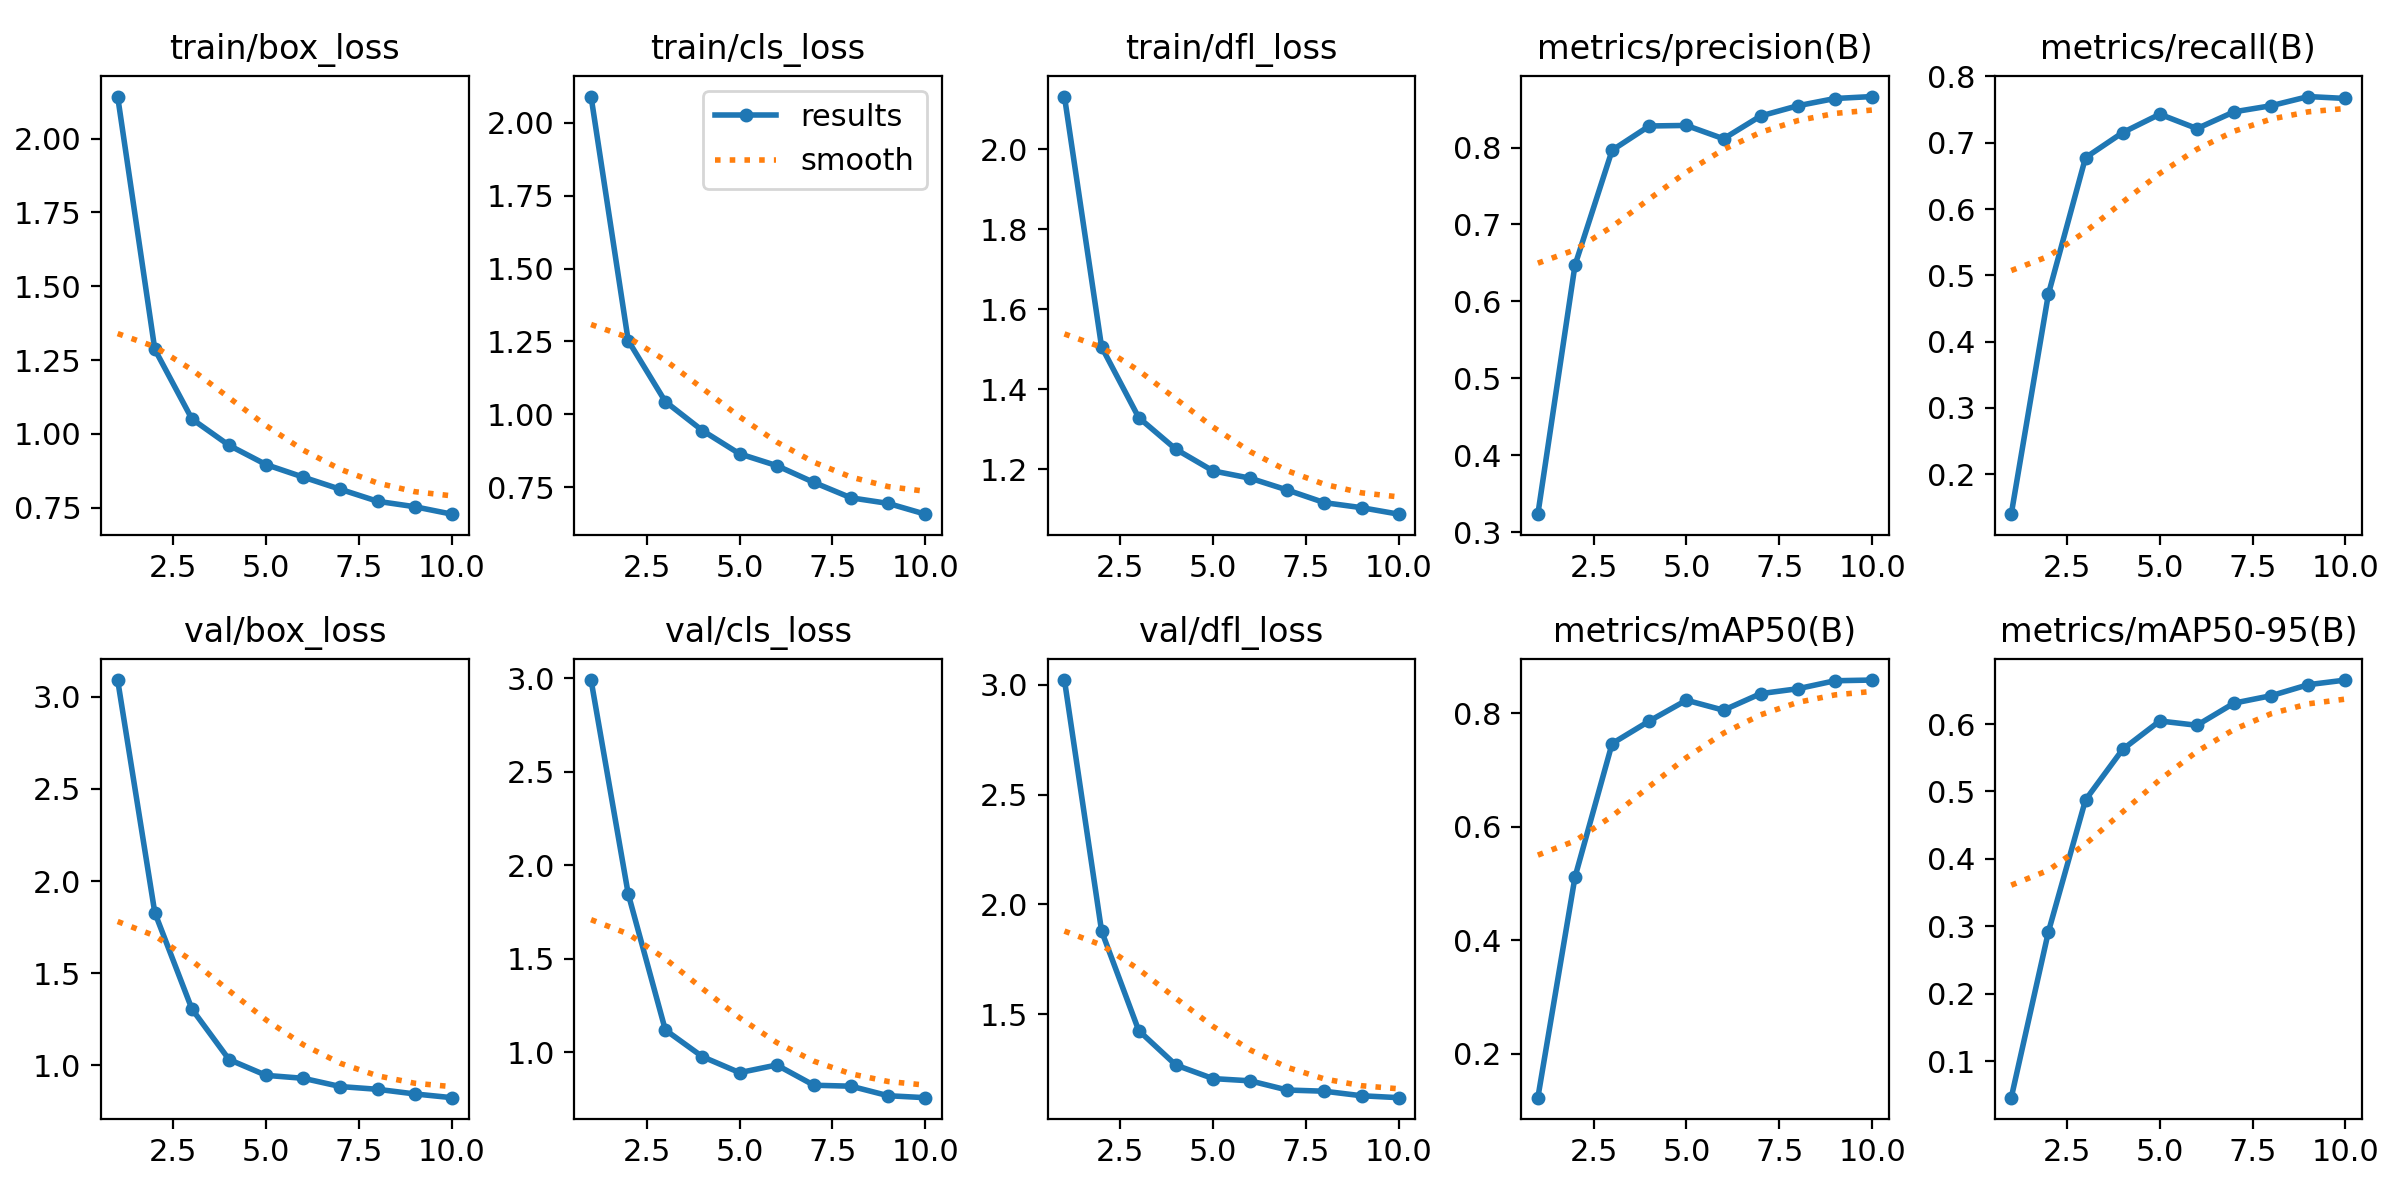 train/box_loss
train/cls_loss
train/dfl_loss
metrics/precision(B)
metrics/recall(B)
2.00
1.75
1.50
1.25
1.00
0.75
2.5 5.0 7.5 10.0
results
smooth
2.00
1.75
1.50
1.25
1.00
0.75
2.5 5.0 7.5 10.0
2.0
1.8
1.6
1.4
1.2
2.5 5.0 7.5 10.0
0.8
0.7
0.6
0.5
0.4
0.3
2.5 5.0 7.5 10.0
0.8
0.7
0.6
0.5
0.4
0.3
0.2
2.5 5.0 7.5 10.0
val/box_loss
val/cls_loss
val/dfl_loss
metrics/mAP50(B)
metrics/mAP50-95(B)
3.0
2.5
2.0
1.5
1.0
2.5 5.0 7.5 10.0
3.0
2.5
2.0
1.5
1.0
2.5 5.0 7.5 10.0
3.0
2.5
2.0
1.5
2.5 5.0 7.5 10.0
0.8
0.6
0.4
0.2
2.5 5.0 7.5 10.0
0.6
0.5
0.4
0.3
0.2
0.1
2.5 5.0 7.5 10.0